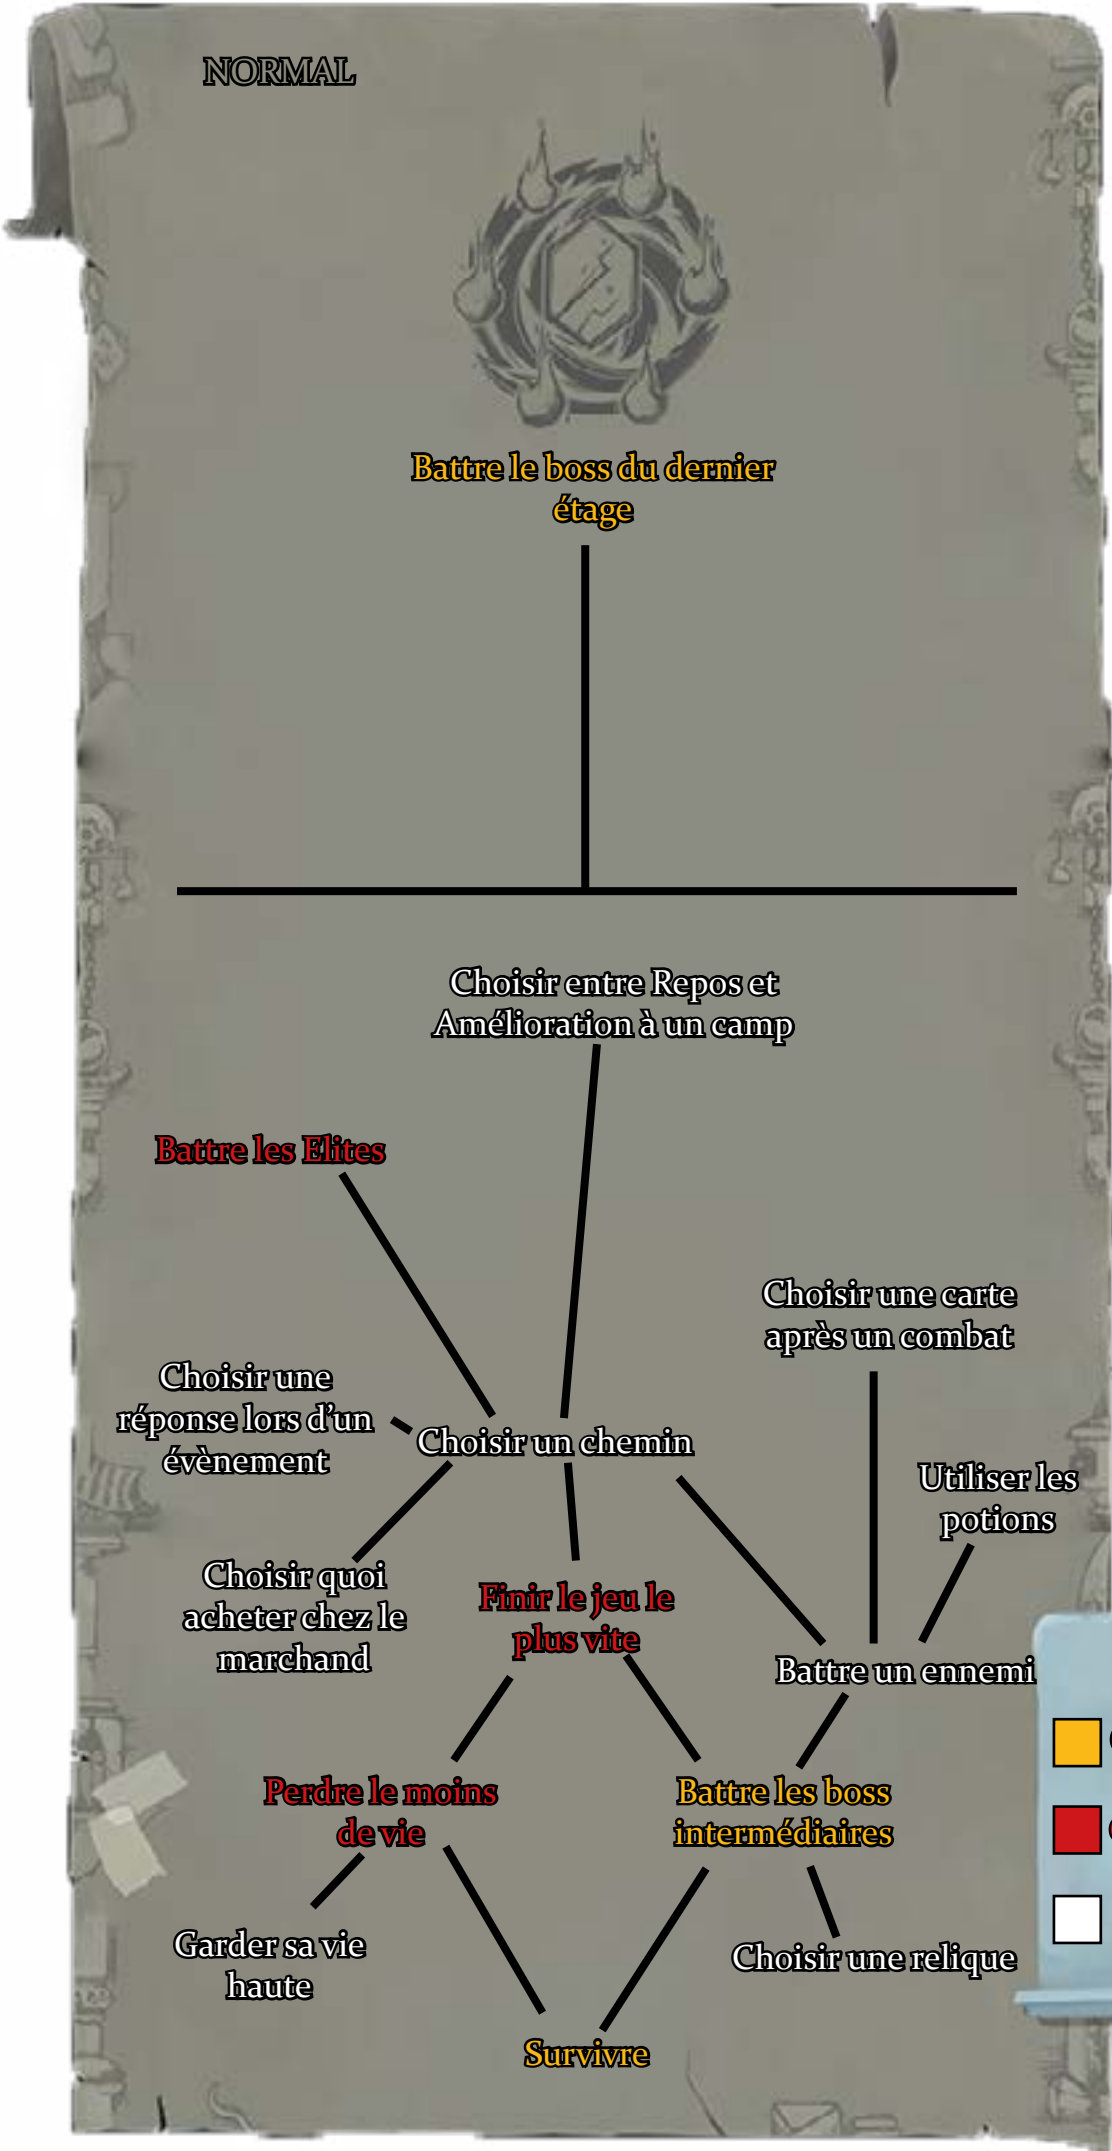 NORMAL
Battre le boss du dernier
étage
Choisir entre Repos et
Amélioration à un camp
Battre les Elites
Choisir une carte
après un combat
Choisir une
réponse lors d'un
évènement
Choisir un chemin
Utiliser les
potions
Choisir quoi
acheter chez le
marchand
Finir le jeu le
plus vite
Battre un ennemi
Perdre le moins
de vie
Battre les boss
intermédiaires
Garder sa vie
haute
Choisir une relique
Survivre